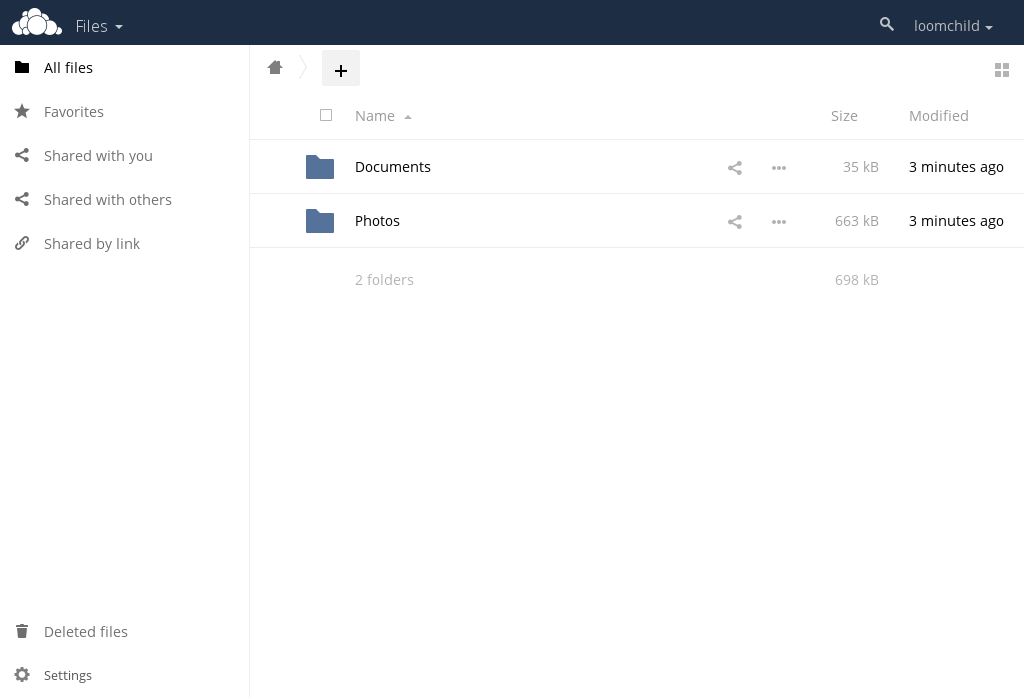 Files
loomchild
All files
Favorites
Shared with you
Shared with others
Shared by link
Deleted files
Settings
+
Name Size Modified
Documents 35 kB 3 minutes ago
Photos 663 kB 3 minutes ago
2 folders 698 kB